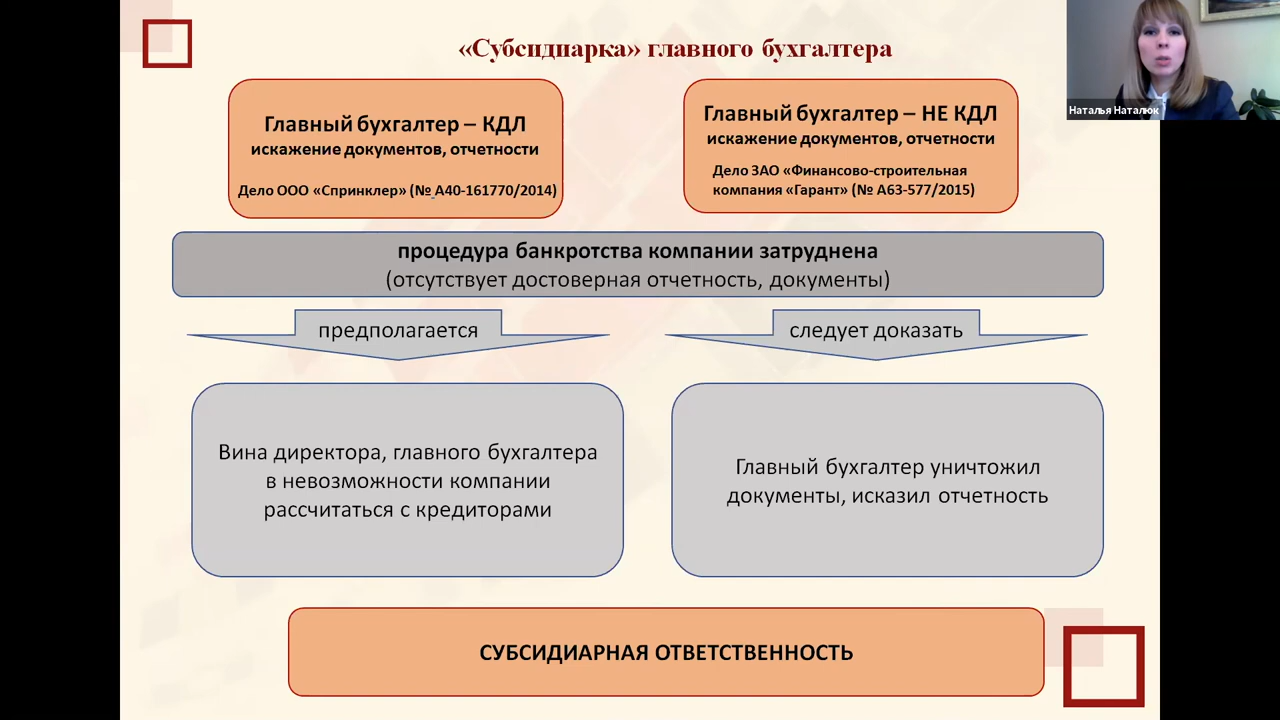 «Субсидиарка» главного бухгалтера
Наталья Наталюк
Главный бухгалтер – КДЛ
искажение документов, отчетности
Дело ООО «Спринклер» (№ А40-161770/2014)
Главный бухгалтер – НЕ КДЛ
искажение документов, отчетности
Дело ЗАО «Финансово-строительная
компания «Гарант» (№ А63-577/2015)
процедура банкротства компании затруднена
(отсутствует достоверная отчетность, документы)
предполагается
следует доказать
Вина директора, главного бухгалтера
в невозможности компании
рассчитаться с кредиторами
Главный бухгалтер уничтожил
документы, исказил отчетность
СУБСИДИАРНАЯ ОТВЕТСТВЕННОСТЬ